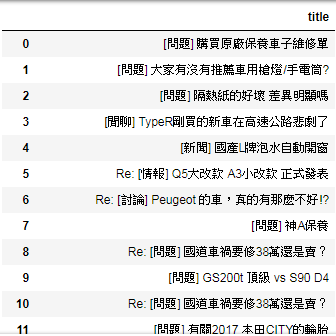 title
0 [問題] 購買原廠保養車子維修單
1 [問題] 大家有沒有推薦車用槍燈/手電筒?
2 [問題] 隔熱紙的好壞 差異明顯嗎
3 [閒聊] TypeR剛買的新車在高速公路悲劇了
4 [新聞] 國產L牌泡水自動開窗
5 Re: [情報] Q5大改款 A3小改款 正式發表
6 Re: [討論] Peugeot 的車，真的有那麼不好!?
7 [問題] 神A保養
8 Re: [問題] 國道車禍要修38萬還是賣？
9 [問題] GS200t 頂級 vs S90 D4
10 Re: [問題] 國道車禍要修38萬還是賣？
11 [問題] 有關2017 本田CITY的輪胎